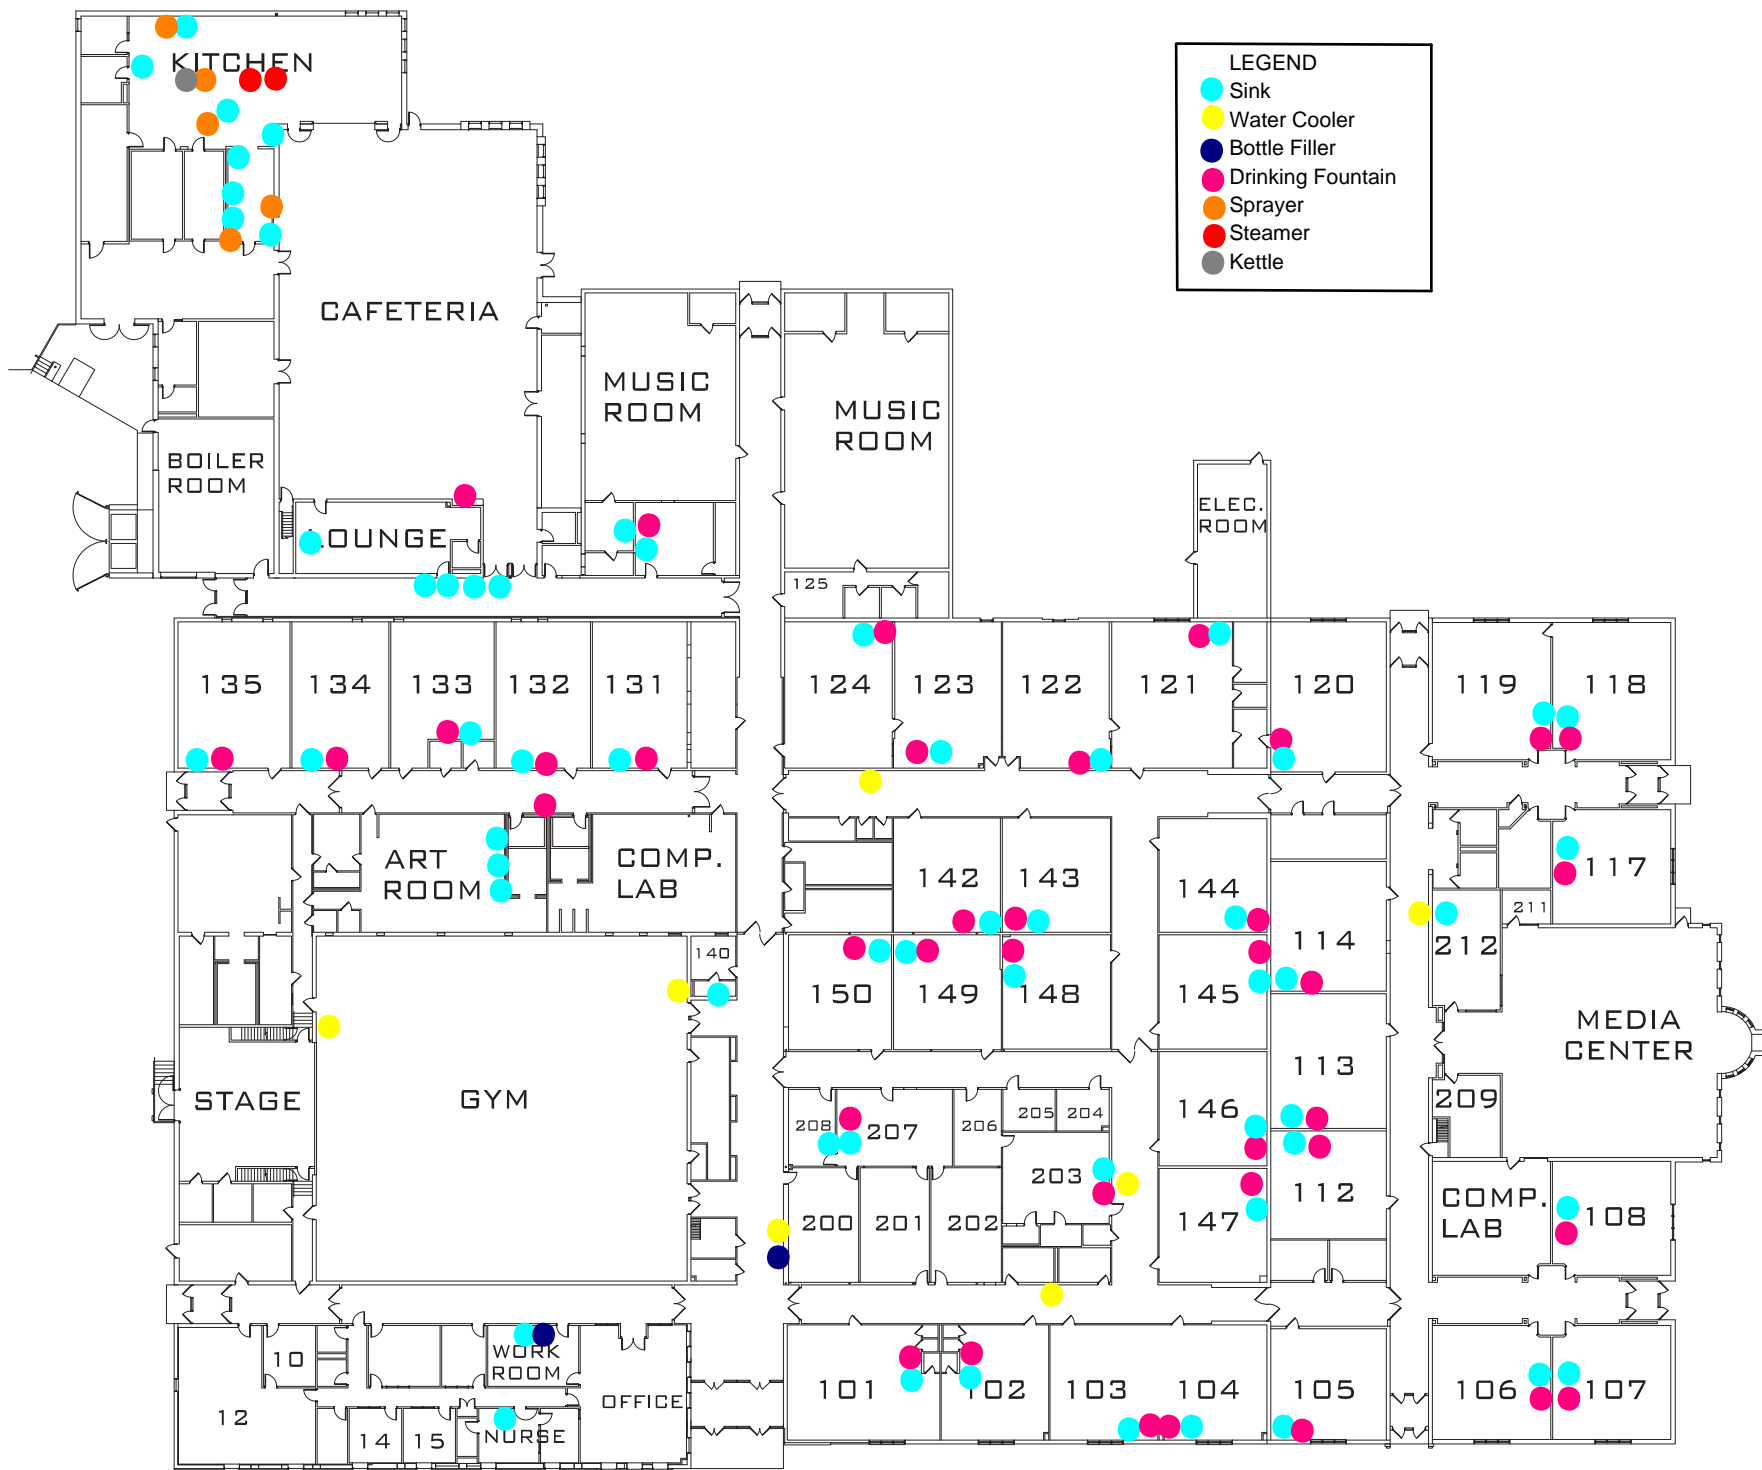 KITCHEN
LEGEND
Sink
Water Cooler
Bottle Filler
Drinking Fountain
Sprayer
Steamer
Kettle
CAFETERIA
MUSIC
ROOM
MUSIC
ROOM
BOILER
ROOM
ELEC.
ROOM
LOUNGE
125
135
134
133
132
131
124
123
122
121
120
119
118
ART
ROOM
COMP.
LAB
142
143
144
117
211
114
212
140
150
149
148
145
MEDIA
CENTER
STAGE
GYM
113
209
208
207
206
205
204
146
203
200
201
202
147
112
COMP.
LAB
108
10
WORK
ROOM
12
OFFICE
14
15
NURSE
101
102
103
104
105
106
107